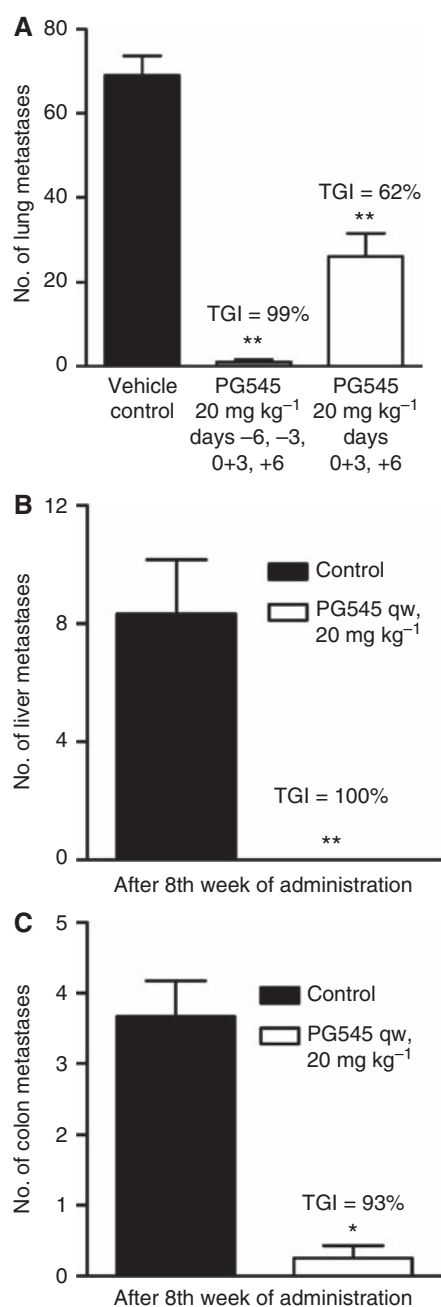 A
80
60
40
20
0
No. of lung metastases
TGI = 99%
**
TGI = 62%
**
Vehicle
control
PG545
20 mg kg⁻¹
days –6, –3,
0+3, +6
PG545
20 mg kg⁻¹
days
0+3, +6
B
12
8
4
0
No. of liver metastases
Control
PG545 qw,
20 mg kg⁻¹
TGI = 100%
**
After 8th week of administration
C
5
4
3
2
1
0
No. of colon metastases
Control
PG545 qw,
20 mg kg⁻¹
TGI = 93%
*
After 8th week of administration